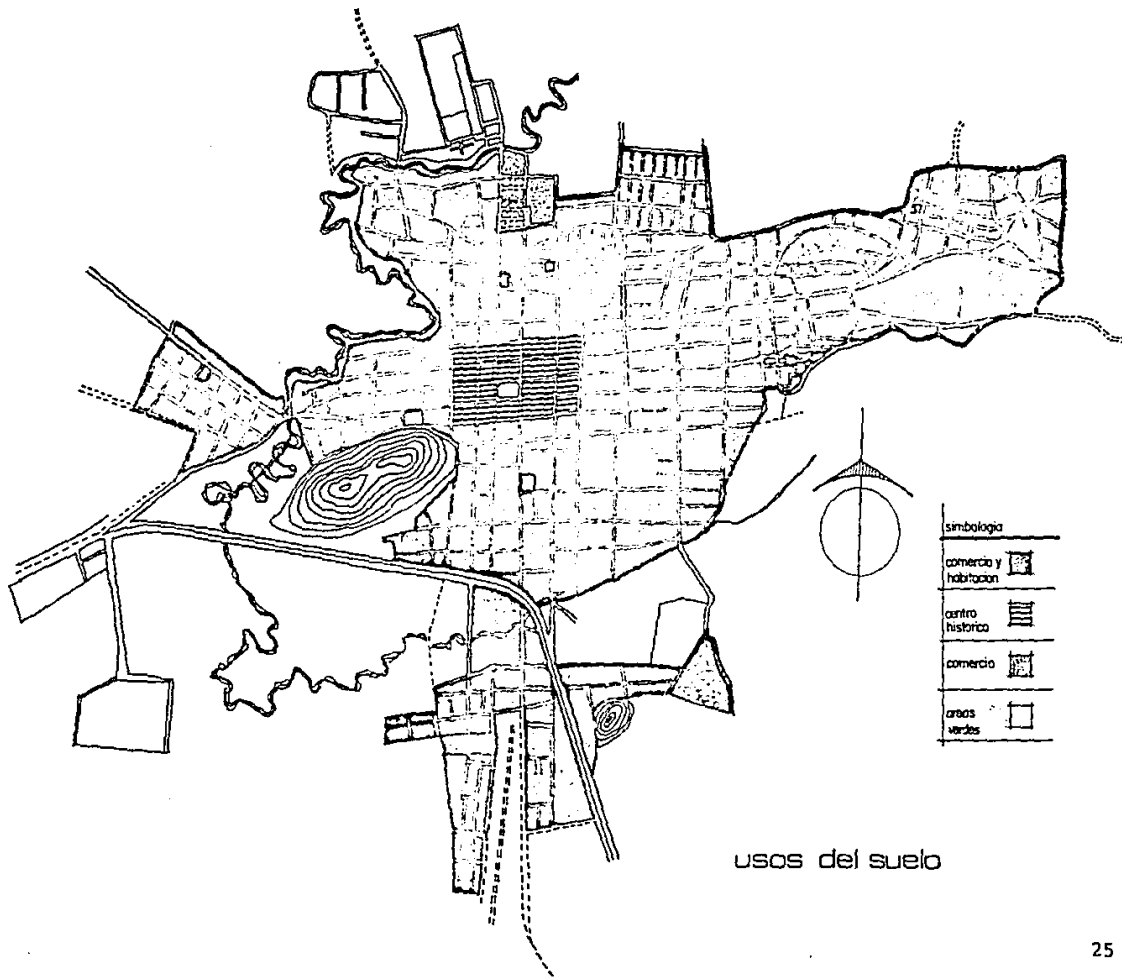 simbologia
comercio y
habitacion
centro
historico
comercio
areas
verdes
usos del suelo
25